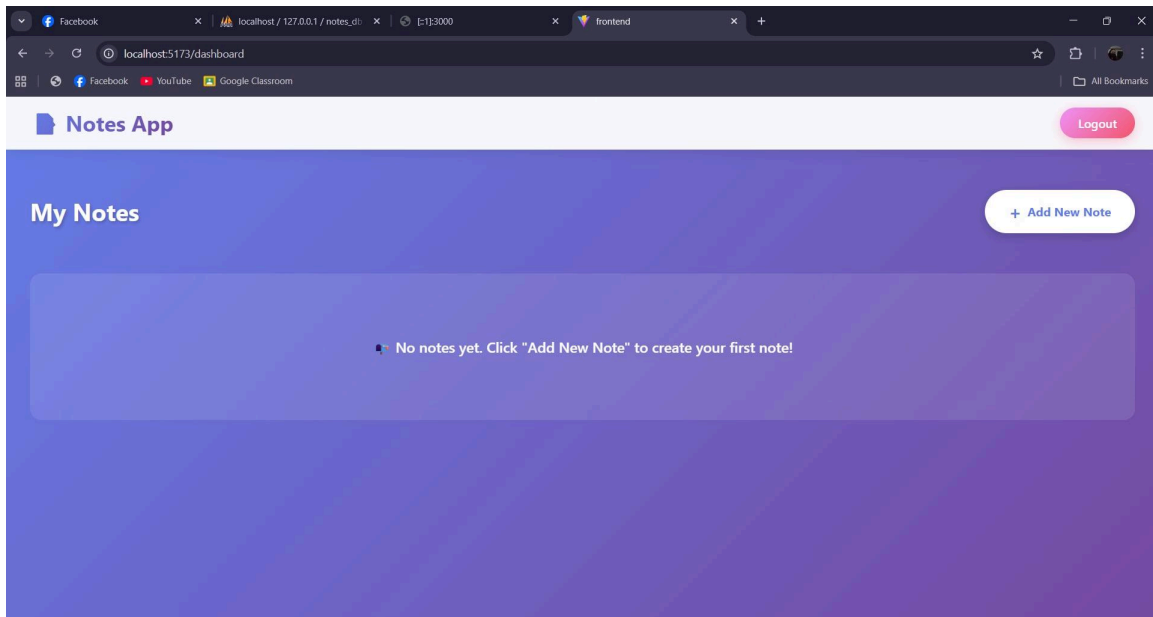 Facebook
localhost / 127.0.0.1 / notes_db
[::1]:3000
frontend
localhost:5173/dashboard
Facebook
YouTube
Google Classroom
All Bookmarks
Notes App
Logout
My Notes
+ Add New Note
No notes yet. Click "Add New Note" to create your first note!